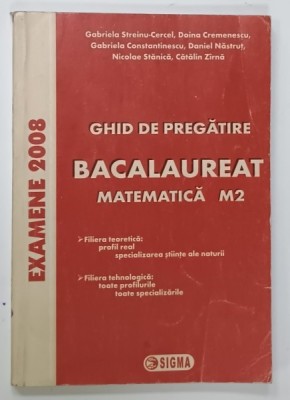 Gabriela Streinu-Cercel, Doina Cremenescu,
Gabriela Constantinescu, Daniel Năstruț,
Nicolae Stănică, Cătălin Zîrnă
EXAMENE 2008
GHID DE PREGĂTIRE
BACALAUREAT
MATEMATICĂ M2
➢Filiera teoretică:
profil real
specializarea științe ale naturii
➢Filiera tehnologică:
toate profilurile
toate specializările
SIGMA